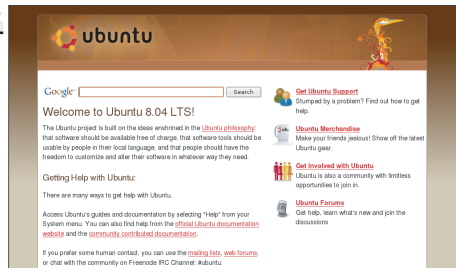 ubuntu
Google Search
Welcome to Ubuntu 8.04 LTS!
The Ubuntu project is built on the ideas enshrined in the Ubuntu philosophy:
that software should be available free of charge, that software tools should be
usable by people in their local language, and that people should have the
freedom to customize and alter their software in whatever way they need.
Getting Help with Ubuntu:
There are many ways to get help with Ubuntu.
Access Ubuntu's guides and documentation by selecting "Help" from your
System menu. You can also find help from the official Ubuntu documentation
website and the community contributed documentation.
If you prefer some human contact, you can use the mailing lists, web forums,
or chat with the community on Freenode IRC Channel: #ubuntu.
Get Ubuntu Support
Stumped by a problem? Find out how to get
help.
Ubuntu Merchandise
Make your friends jealous! Show off the latest
Ubuntu gear.
Get Involved with Ubuntu
Ubuntu is also a community with limitless
opportunities to join in.
Ubuntu Forums
Get help, learn what's new and join the
discussions